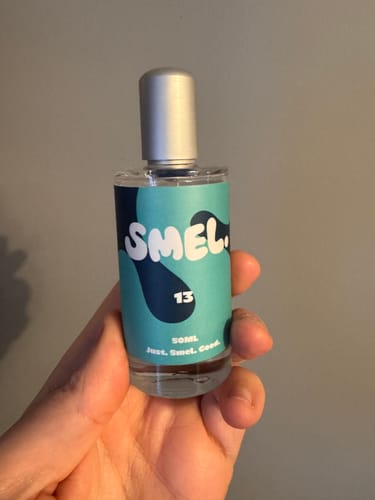 SMEL.
13
50ML
Just. Smel. Good.